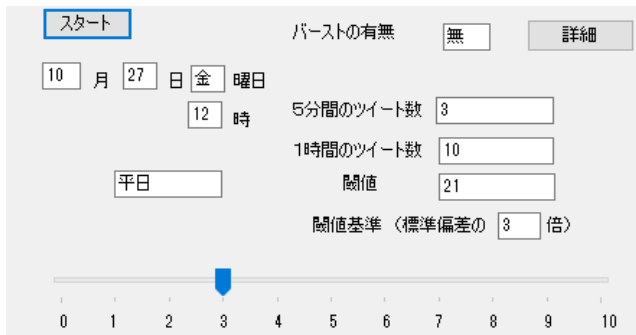 スタート
バーストの有無 無 詳細
10 月 27 日 金 曜日
12 時
5分間のツイート数 3
1時間のツイート数 10
平日
閾値 21
閾値基準 (標準偏差の 3 倍)
0 1 2 3 4 5 6 7 8 9 10